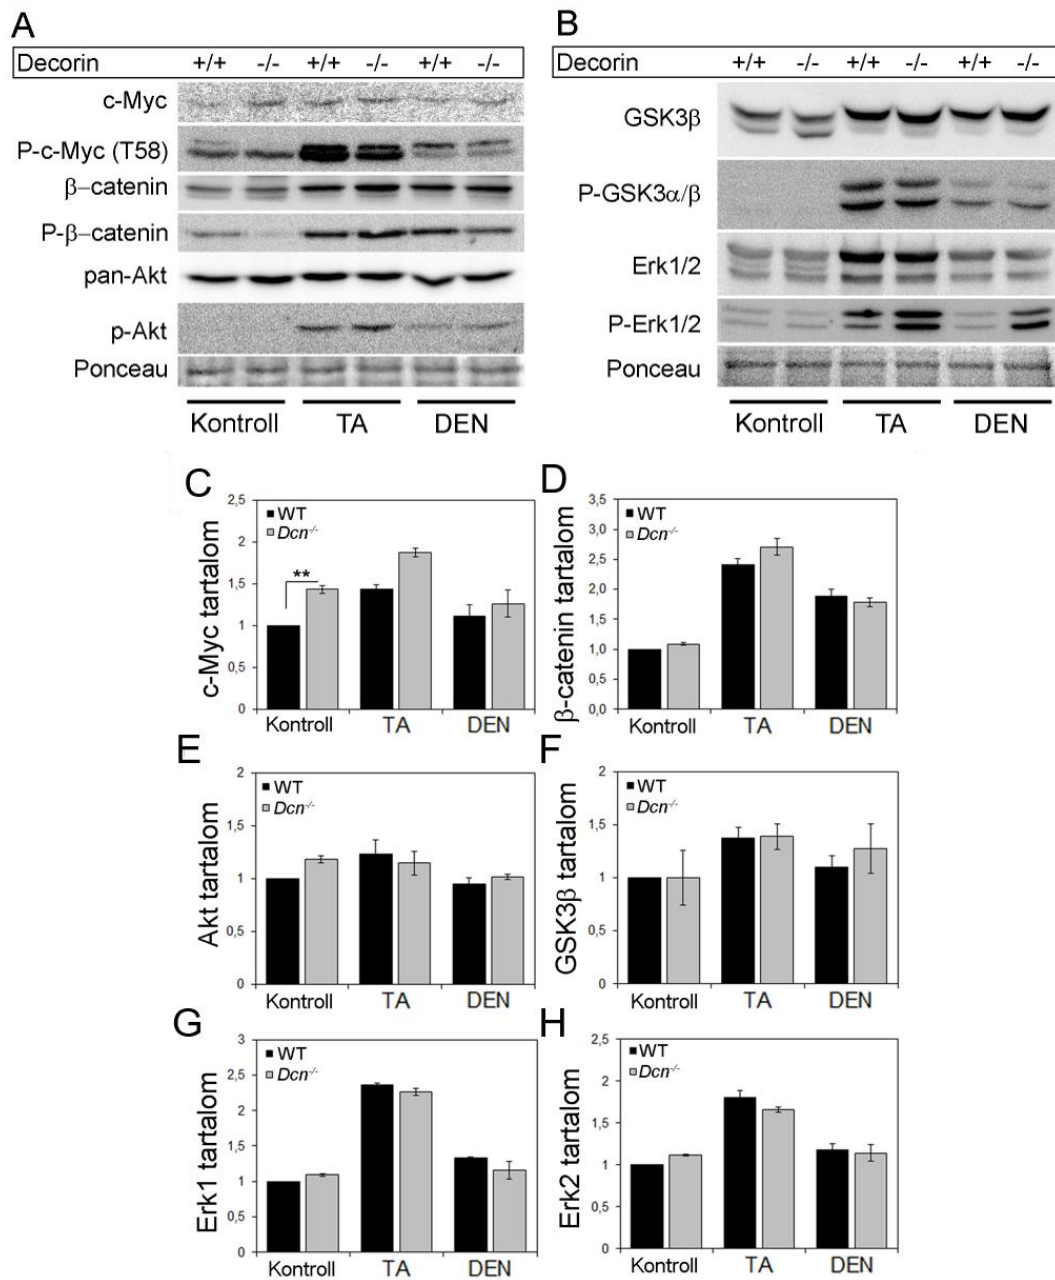 A
Decorin +/+ -/- +/+ -/- +/+ -/-
c-Myc
P-c-Myc (T58)
β–catenin
P-β–catenin
pan-Akt
p-Akt
Ponceau
Kontroll TA DEN
B
Decorin +/+ -/- +/+ -/- +/+ -/-
GSK3β
P-GSK3α/β
Erk1/2
P-Erk1/2
Ponceau
Kontroll TA DEN
C
c-Myc tartalom
2,5
2
1,5
1
0,5
0
WT
Dcn-/-
**
Kontroll TA DEN
D
β-catenin tartalom
3,5
3,0
2,5
2,0
1,5
1,0
0,5
0,0
WT
Dcn-/-
Kontroll TA DEN
E
Akt tartalom
2
1,5
1
0,5
0
WT
Dcn-/-
Kontroll TA DEN
F
GSK3β tartalom
2
1,5
1
0,5
0
WT
Dcn-/-
Kontroll TA DEN
G
Erk1 tartalom
3
2,5
2
1,5
1
0,5
0
WT
Dcn-/-
Kontroll TA DEN
H
Erk2 tartalom
2,5
2
1,5
1
0,5
0
WT
Dcn-/-
Kontroll TA DEN